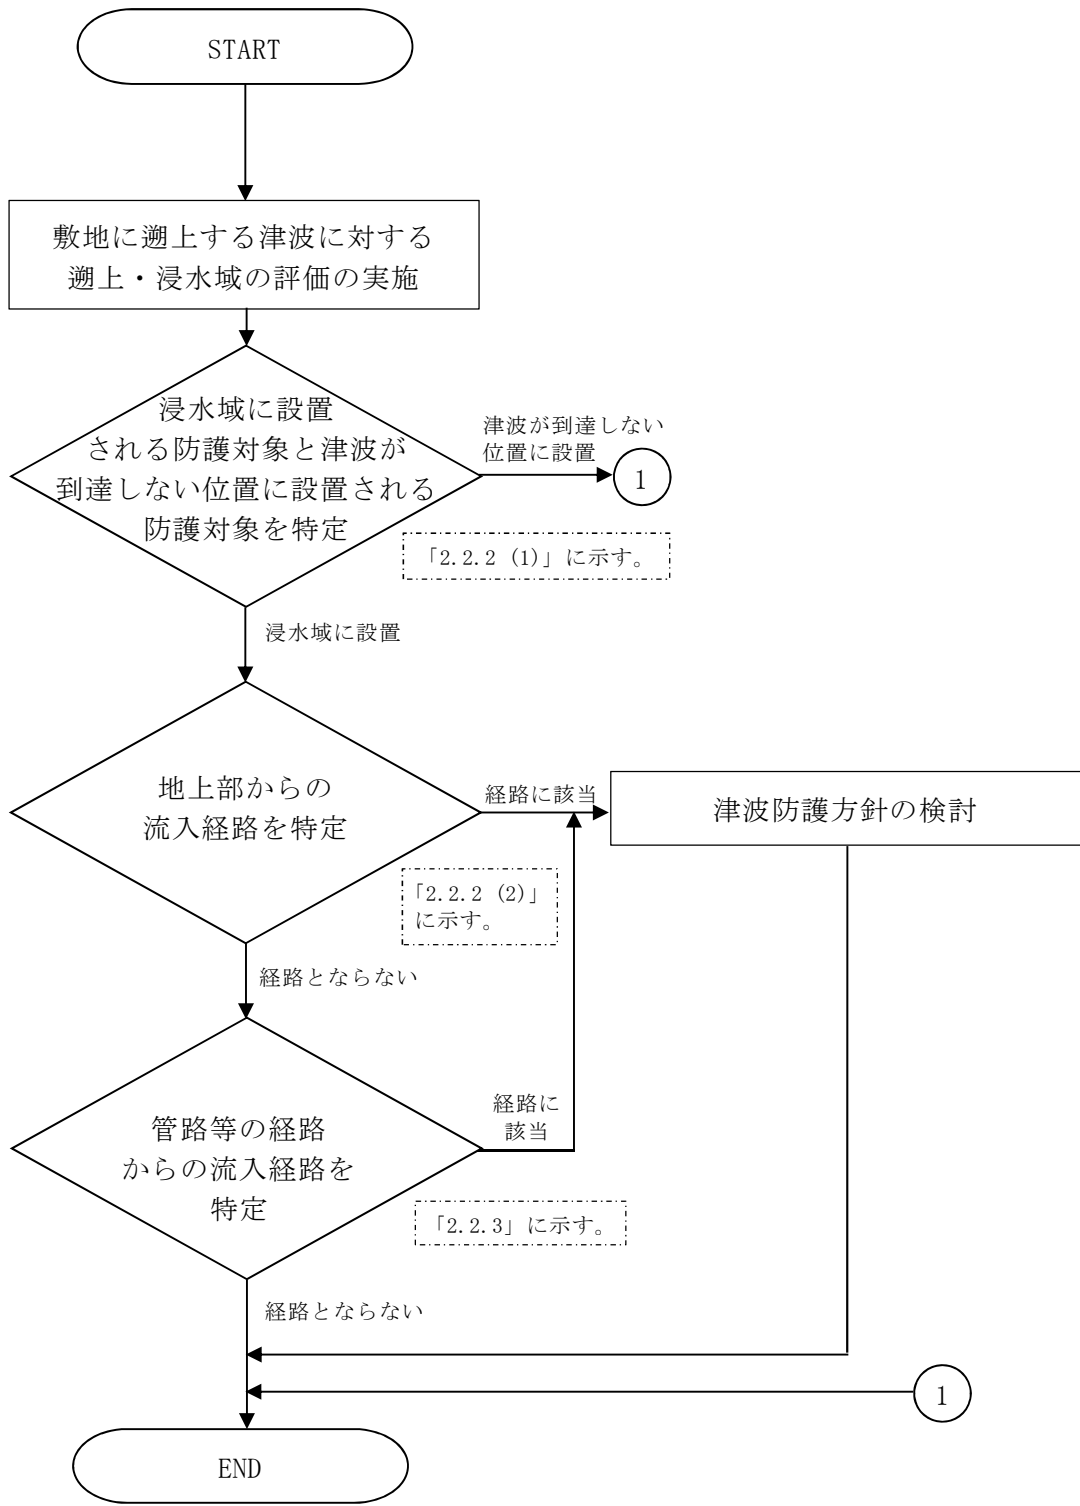 START
敷地に遡上する津波に対する
遡上・浸水域の評価の実施
浸水域に設置
される防護対象と津波が
到達しない位置に設置される
防護対象を特定
津波が到達しない
位置に設置
1
「2.2.2 (1)」に示す。
浸水域に設置
地上部からの
流入経路を特定
経路に該当
津波防護方針の検討
「2.2.2 (2)」
に示す。
経路とならない
管路等の経路
からの流入経路を
特定
経路に
該当
「2.2.3」に示す。
経路とならない
1
END